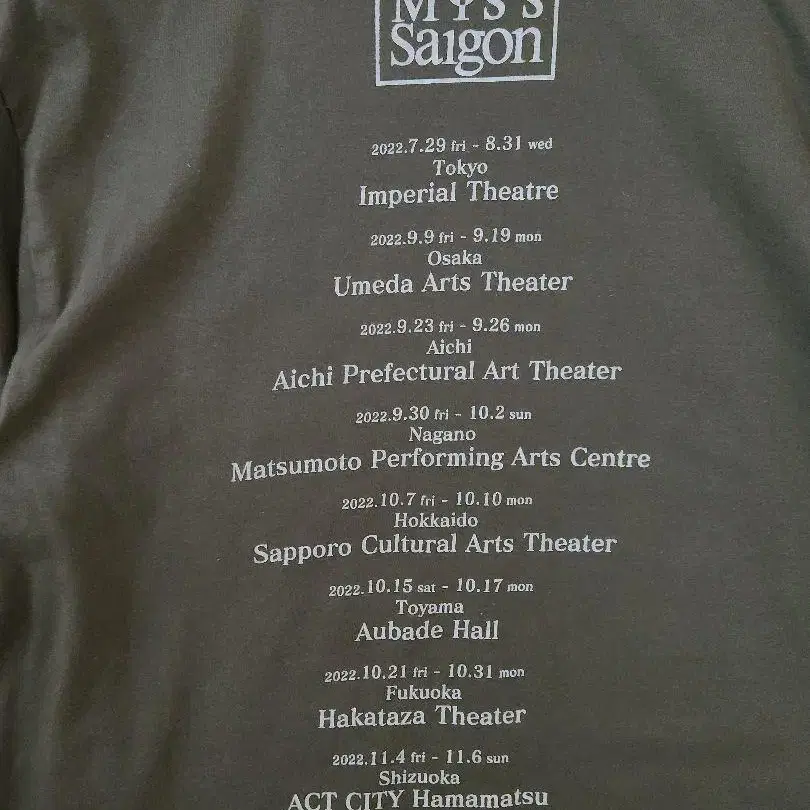 Miss
Saigon
2022.7.29 fri - 8.31 wed
Tokyo
Imperial Theatre
2022.9.9 fri - 9.19 mon
Osaka
Umeda Arts Theater
2022.9.23 fri - 9.26 mon
Aichi
Aichi Prefectural Art Theater
2022.9.30 fri - 10.2 sun
Nagano
Matsumoto Performing Arts Centre
2022.10.7 fri - 10.10 mon
Hokkaido
Sapporo Cultural Arts Theater
2022.10.15 sat - 10.17 mon
Toyama
Aubade Hall
2022.10.21 fri - 10.31 mon
Fukuoka
Hakataza Theater
2022.11.4 fri - 11.6 sun
Shizuoka
ACT CITY Hamamatsu